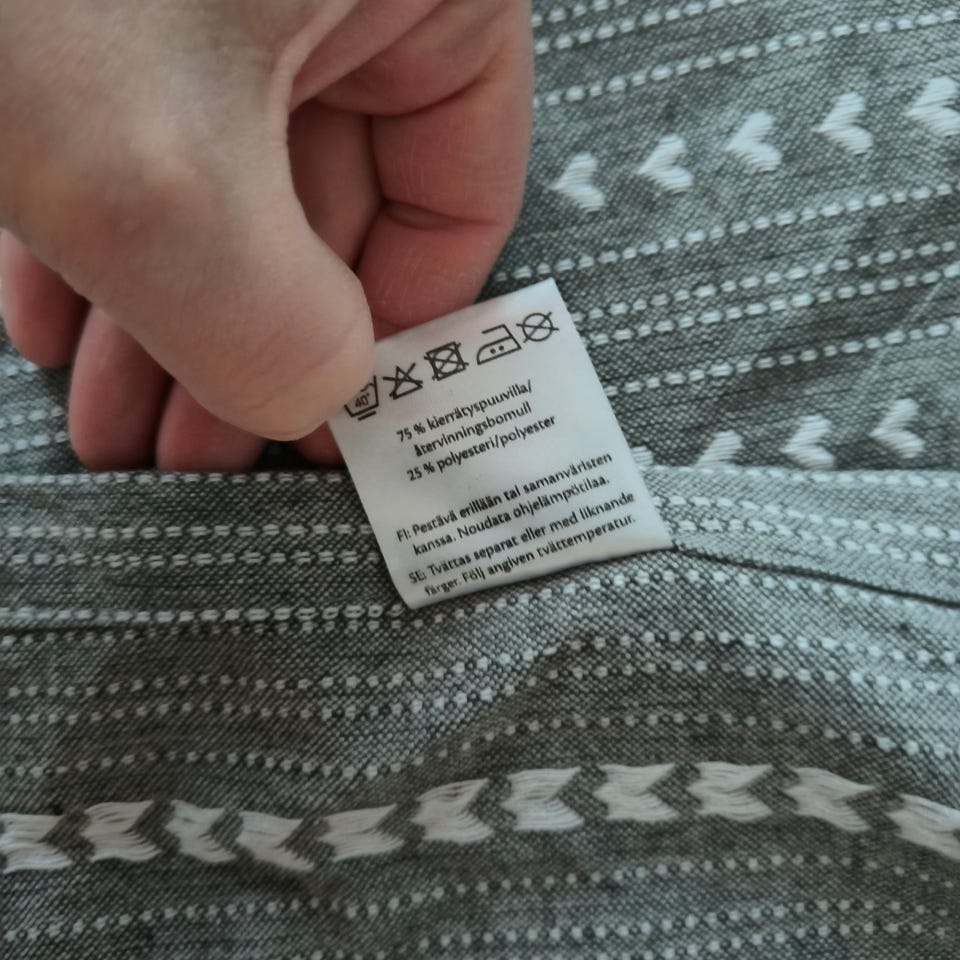 40°
75 % kierrätyspuuvilla/
återvinningsbomull
25 % polyesteri/polyester
FI: Pestävä erillään tai samanväristen
kanssa. Noudata ohjelämpötilaa.
SE: Tvättas separat eller med liknande
färger. Följ angiven tvättemperatur.